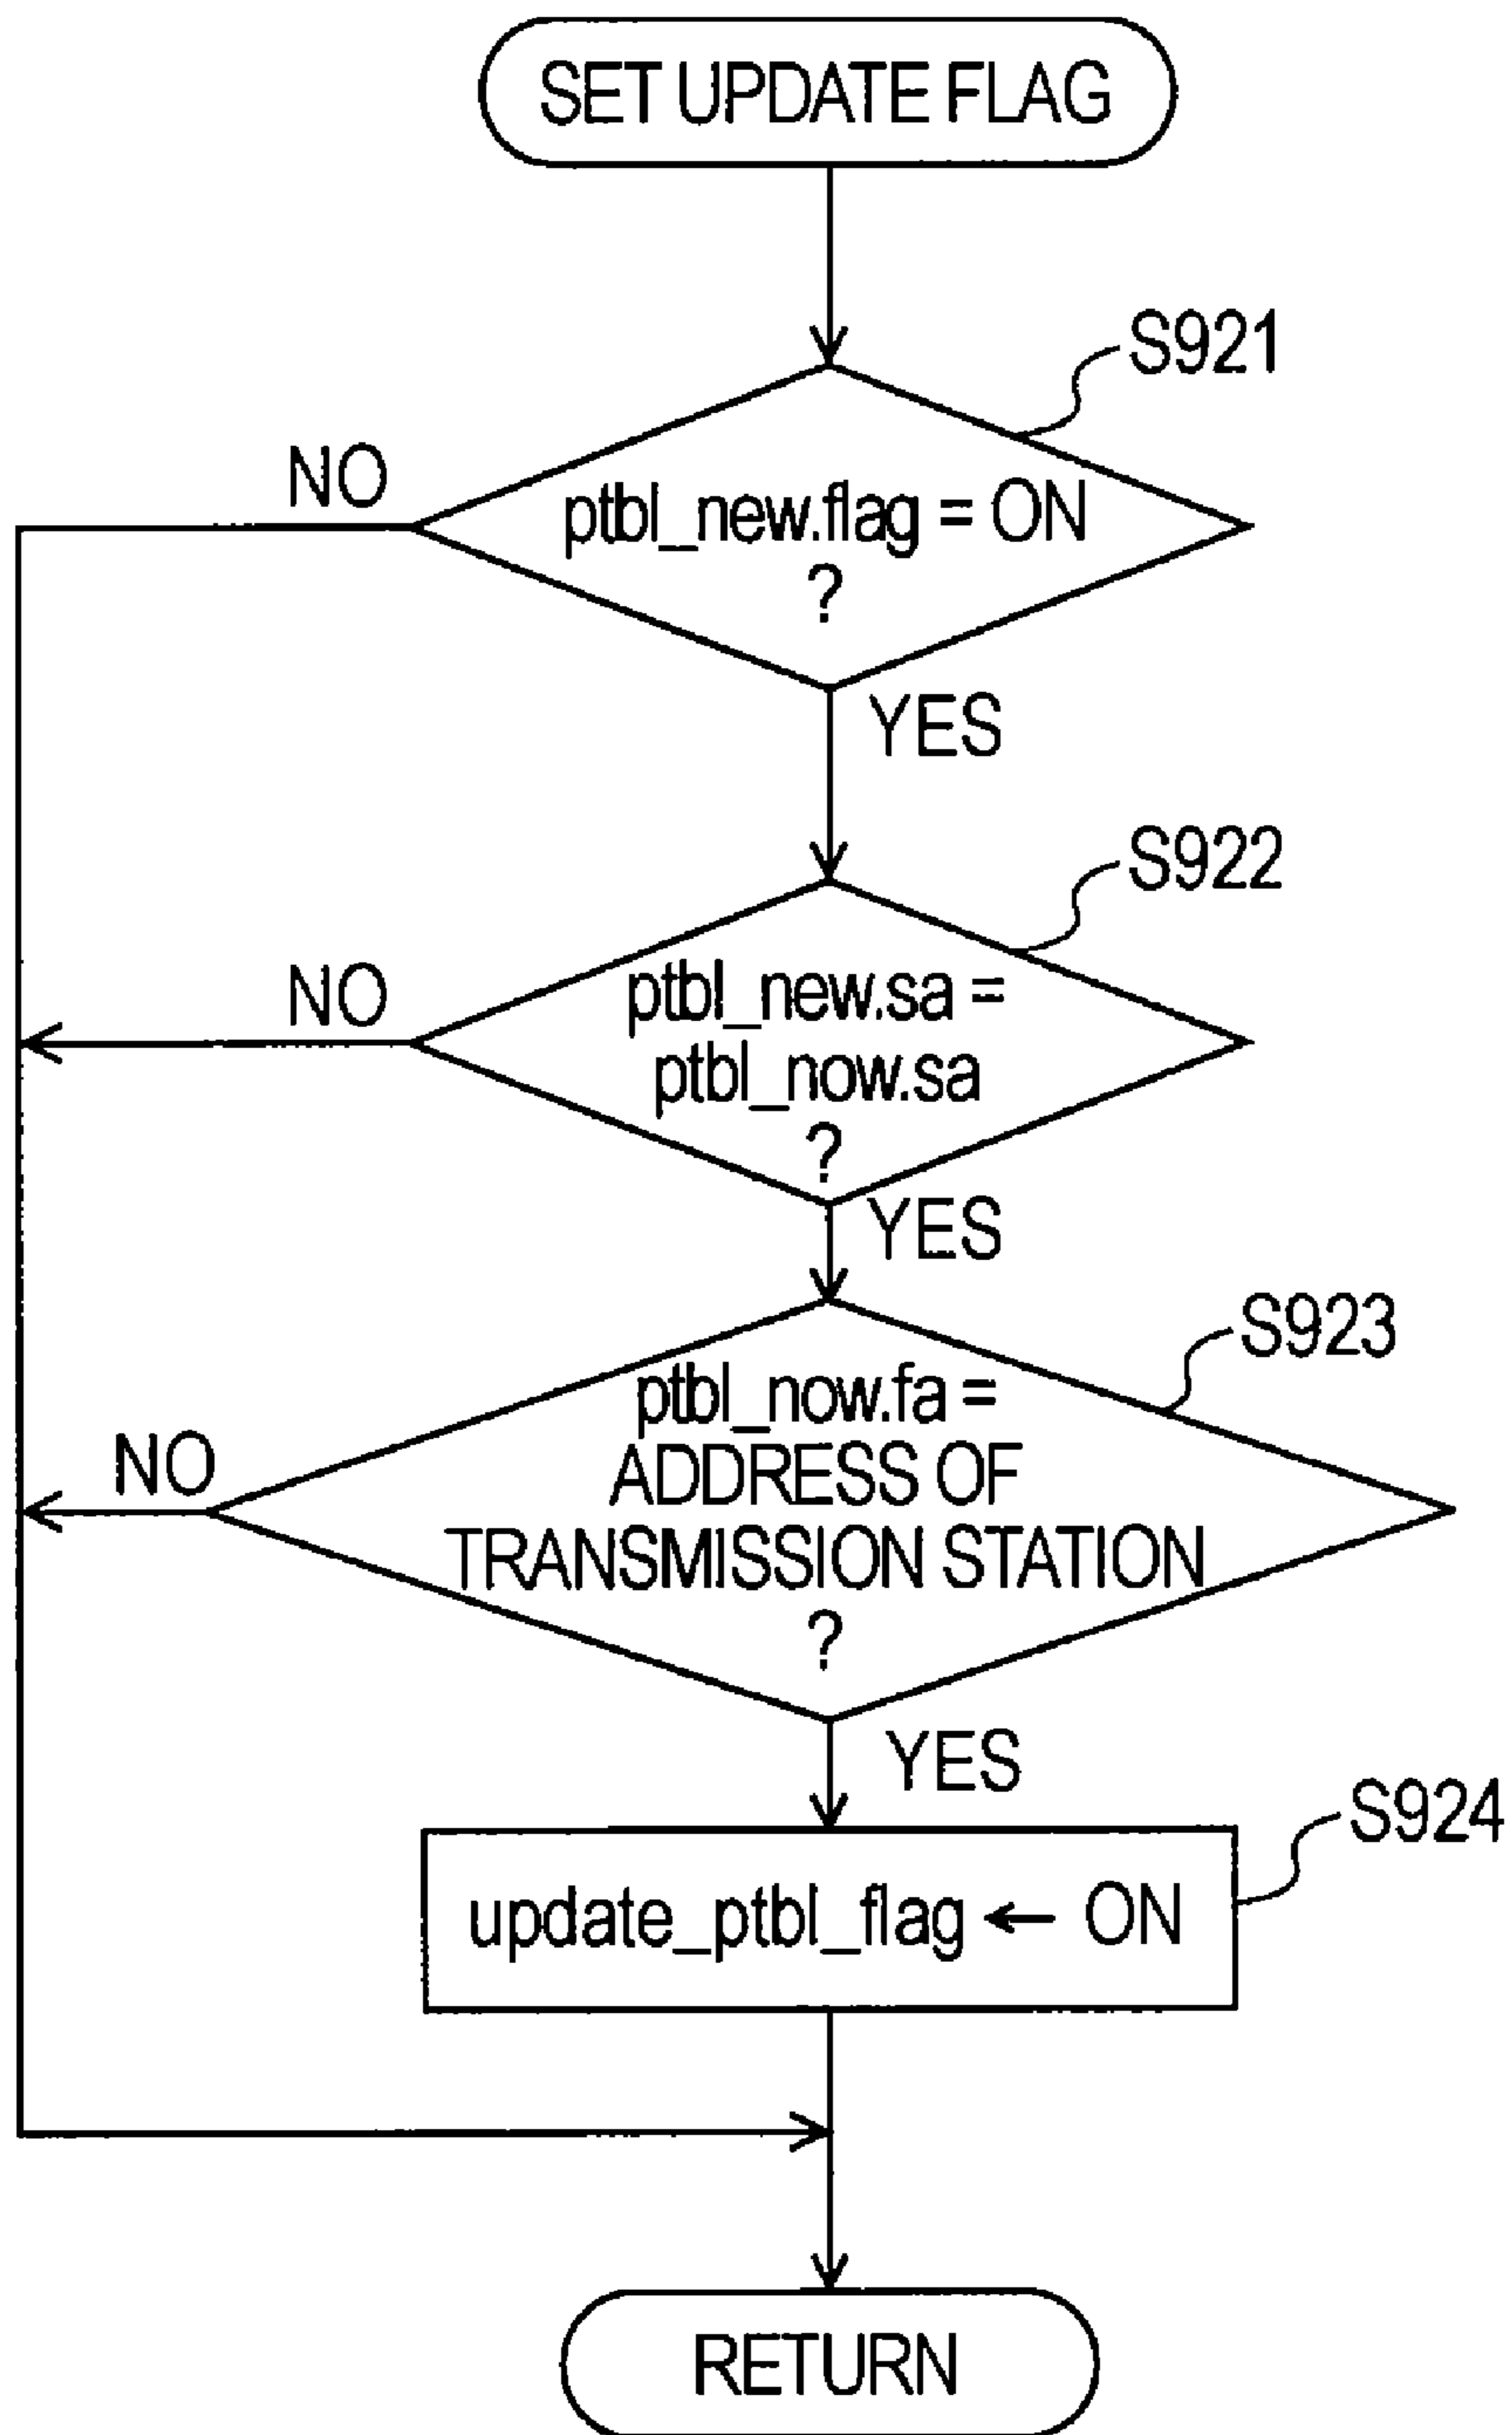 SET UPDATE FLAG
S921
NO
ptbl_new.flag = ON
?
YES
S922
NO
ptbl_new.sa =
ptbl_now.sa
?
YES
S923
NO
ptbl_now.fa =
ADDRESS OF
TRANSMISSION STATION
?
YES
S924
update_ptbl_flag ← ON
RETURN